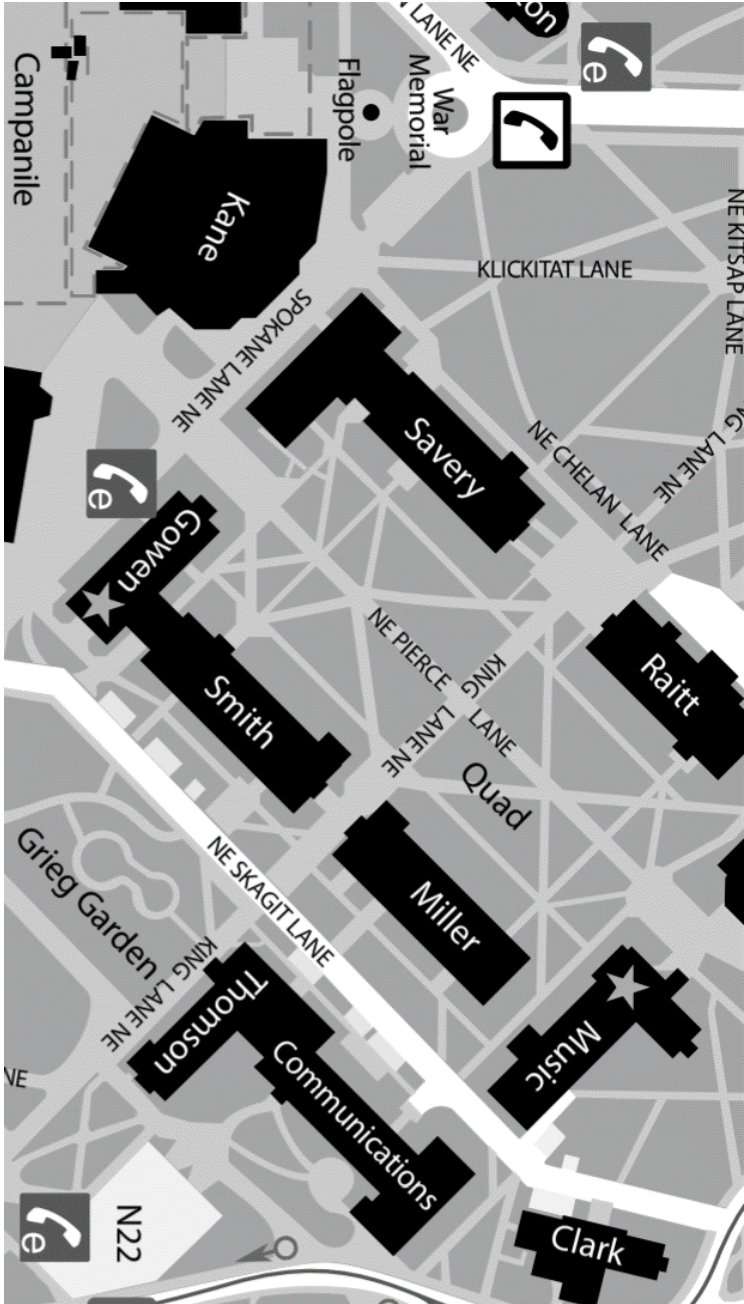 ton
LANE NE
e
War
Memorial
Flagpole
Campanile
Kane
KLICKITAT LANE
NE KITSAP LANE
SPOKANE LANE NE
Savery
NE CHELAN LANE
NG LANE NE
e
Gowen
NE PIERCE LANE
KING LANE NE
Raitt
Smith
Quad
Miller
NE SKAGIT LANE
Grieg Garden
KING LANE NE
Thomson
Music
Communications
NE
N22
e
Clark